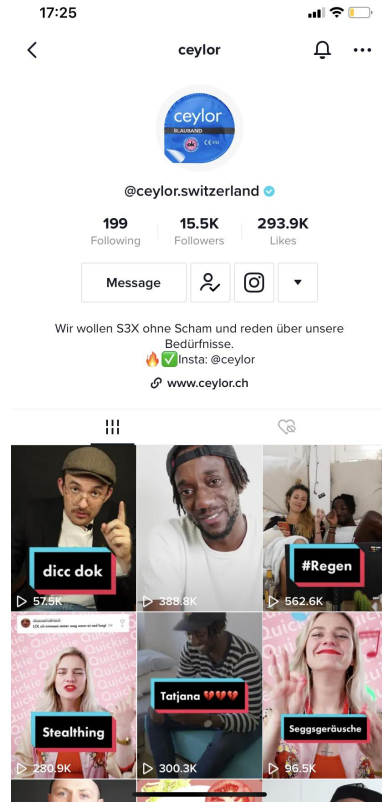 17:25
ceylor
ceylor
BLAUBAND
ok
@ceylor.switzerland
199
15.5K
293.9K
Following
Followers
Likes
Message
Wir wollen S3X ohne Scham und reden über unsere
Bedürfnisse.
🔥✅Insta: @ceylor
www.ceylor.ch
dicc dok
57.5K
388.8K
#Regen
562.6K
Stealthing
280.9K
Tatjana 💔💔💔
300.3K
Seggsgeräusche
96.5K